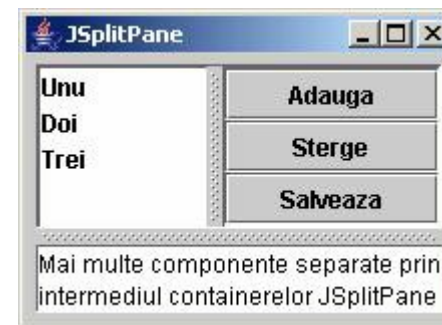 JSplitPane
Unu
Doi
Trei
Adauga
Sterge
Salveaza
Mai multe componente separate prin
intermediul containerelor JSplitPane